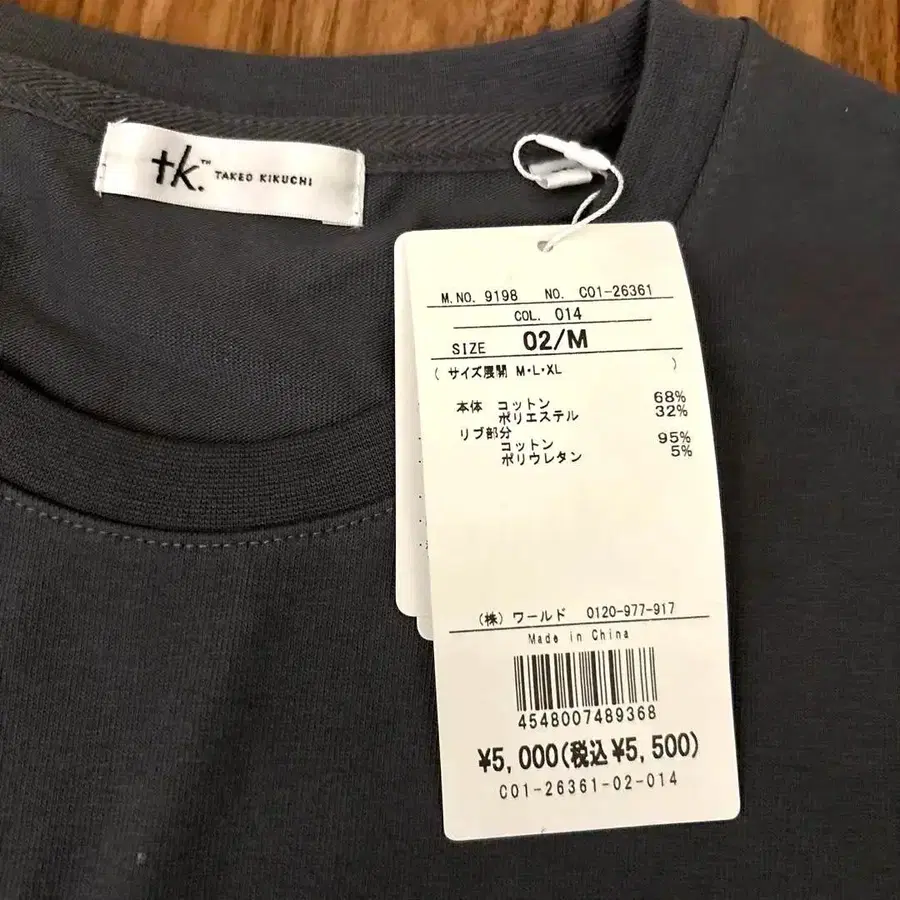 tk.™ TAKEO KIKUCHI
M.NO. 9198 NO. C01-26361
COL. 014
SIZE 02/M
( サイズ展開 M・L・XL )
本体 コットン 68%
ポリエステル 32%
リブ部分
コットン 95%
ポリウレタン 5%
(株) ワールド 0120-977-917
Made in China
4548007489368
¥5,000(税込¥5,500)
C01-26361-02-014